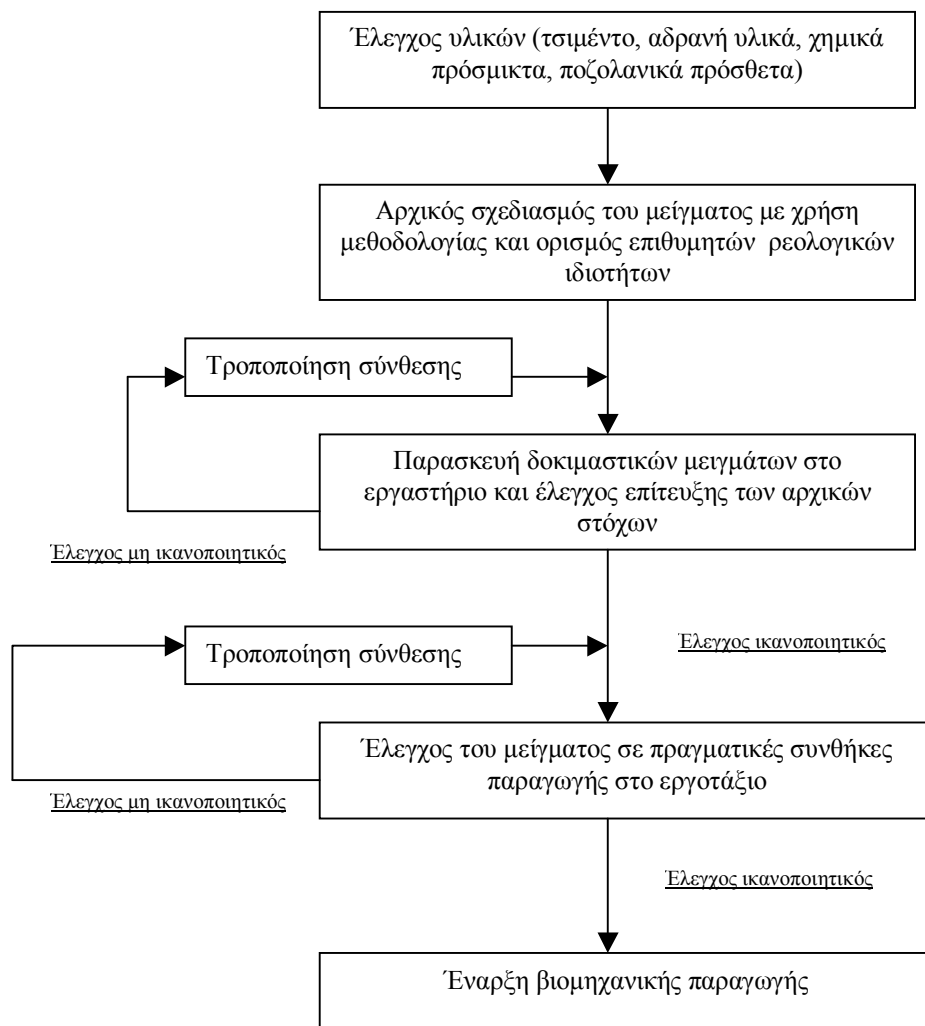 Έλεγχος υλικών (τσιμέντο, αδρανή υλικά, χημικά
πρόσμικτα, ποζολανικά πρόσθετα)
Αρχικός σχεδιασμός του μείγματος με χρήση
μεθοδολογίας και ορισμός επιθυμητών ρεολογικών
ιδιοτήτων
Τροποποίηση σύνθεσης
Παρασκευή δοκιμαστικών μειγμάτων στο
εργαστήριο και έλεγχος επίτευξης των αρχικών
στόχων
Έλεγχος μη ικανοποιητικός
Έλεγχος ικανοποιητικός
Τροποποίηση σύνθεσης
Έλεγχος του μείγματος σε πραγματικές συνθήκες
παραγωγής στο εργοτάξιο
Έλεγχος μη ικανοποιητικός
Έλεγχος ικανοποιητικός
Έναρξη βιομηχανικής παραγωγής